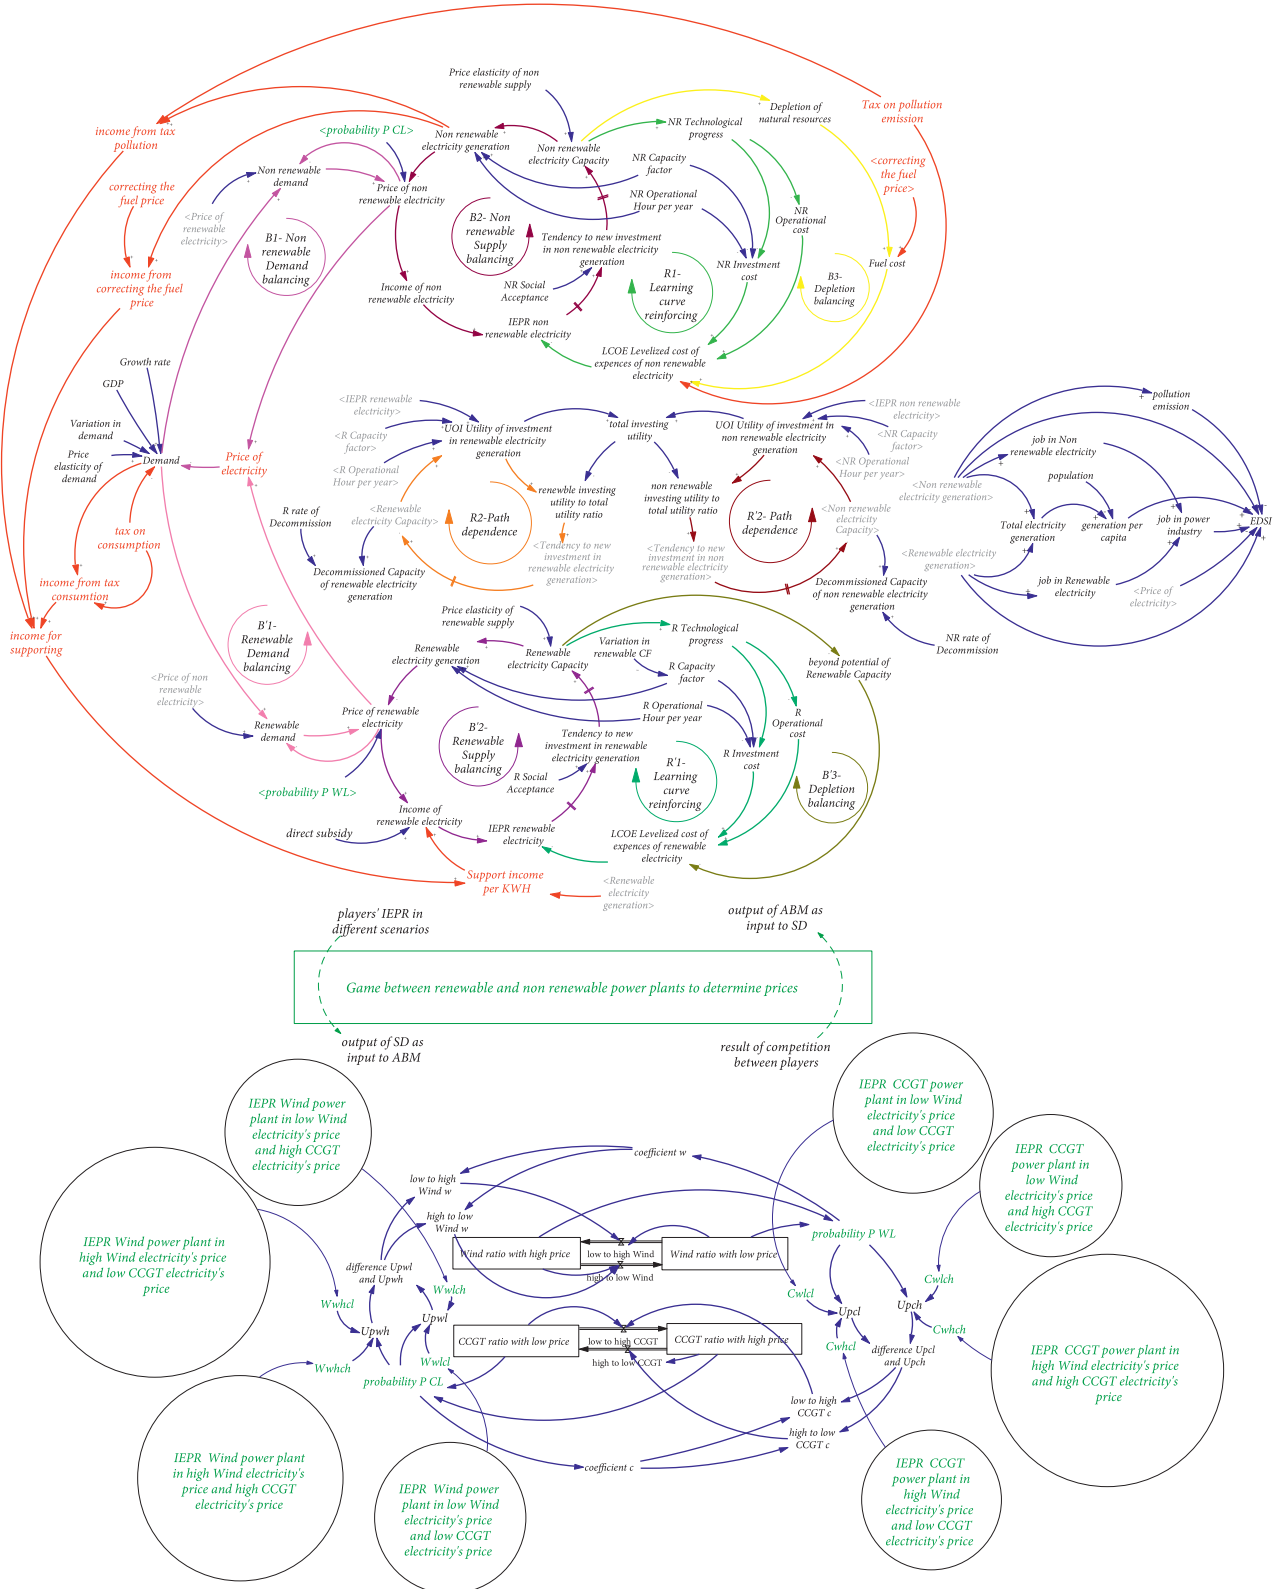 Price elasticity of non
renewable supply
Tax on pollution
emission
Depletion of
natural resources
income from tax
pollution
<probability P CL>
Non renewable
electricity generation
Non renewable
electricity Capacity
NR Technological
progress
<correcting
the fuel
price>
NR Capacity
factor
Non renewable
demand
correcting the
fuel price
Price of non
renewable electricity
NR Operational
Hour per year
NR
Operational
cost
<Price of
renewable
electricity>
B1- Non
renewable
Demand
balancing
B2- Non
renewable
Supply
balancing
Tendency to new investment
in non renewable electricity
generation
NR Investment
cost
Fuel cost
income from
correcting the fuel
price
Income of non
renewable electricity
NR Social
Acceptance
R1-
Learning
curve
reinforcing
B3-
Depletion
balancing
IEPR non
renewable electricity
LCOE Levelized cost of
expences of non renewable
electricity
Growth rate
GDP
Variation in
demand
Price
elasticity of
demand
Demand
Price of
electricity
<IEPR renewable
electricity>
<R Capacity
factor>
<R Operational
Hour per year>
UOI Utility of investment
in renewable electricity
generation
total investing
utility
UOI Utility of investment in
non renewable electricity
generation
<IEPR non renewable
electricity>
<NR Capacity
factor>
<NR Operational
Hour per year>
pollution
emission
job in Non
renewable electricity
population
<Non renewable
electricity generation>
Total electricity
generation
generation per
capita
job in power
industry
EDSI
<Renewable electricity
generation>
job in Renewable
electricity
<Price of
electricity>
R rate of
Decommission
<Renewable
electricity Capacity>
R2-Path
dependence
renewble investing
utility to total
utility ratio
non renewable
investing utility to
total utility ratio
R'2- Path
dependence
<Non renewable
electricity
Capacity>
tax on
consumption
<Tendency to new
investment in
renewable electricity
generation>
<Tendency to new
investment in non
renewable electricity
generation>
income from tax
consumtion
Decommissioned Capacity
of renewable electricity
generation
Decommissioned Capacity
of non renewable electricity
generation
NR rate of
Decommission
income for
supporting
B'1-
Renewable
Demand
balancing
Price elasticity of
renewable supply
Renewable
electricity generation
Renewable
electricity Capacity
Variation in
renewable CF
R Technological
progress
R Capacity
factor
beyond potential of
Renewable Capacity
<Price of non
renewable
electricity>
Renewable
demand
Price of renewable
electricity
R Operational
Hour per year
R
Operational
cost
B'2-
Renewable
Supply
balancing
Tendency to new
investment in renewable
electricity generation
R Investment
cost
R Social
Acceptance
R'1-
Learning
curve
reinforcing
B'3-
Depletion
balancing
<probability P WL>
Income of
renewable electricity
direct subsidy
IEPR renewable
electricity
LCOE Levelized cost of
expences of renewable
electricity
Support income
per KWH
<Renewable
electricity
generation>
players' IEPR in
different scenarios
output of ABM as
input to SD
Game between renewable and non renewable power plants to determine prices
output of SD as
input to ABM
result of competition
between players
IEPR Wind power
plant in low Wind
electricity's price
and high CCGT
electricity's price
IEPR CCGT power
plant in low Wind
electricity's price
and low CCGT
electricity's price
IEPR CCGT
power plant in
low Wind
electricity's price
and high CCGT
electricity's price
IEPR Wind power plant in
high Wind electricity's price
and low CCGT electricity's
price
coefficient w
low to high
Wind w
high to low
Wind w
probability P WL
Wind ratio with high price
low to high Wind
high to low Wind
Wind ratio with low price
difference Upwl
and Upwh
Wwlch
Wwhcl
Upwh
Upwl
Cwlcl
Cwlch
Upcl
Upch
Cwhch
Cwhcl
CCGT ratio with low price
low to high CCGT
high to low CCGT
CCGT ratio with high price
difference Upcl
and Upch
Wwhch
Wwlcl
probability P CL
IEPR CCGT power plant in
high Wind electricity's price
and high CCGT electricity's
price
low to high
CCGT c
high to low
CCGT c
coefficient c
IEPR Wind power plant
in high Wind electricity's
price and high CCGT
electricity's price
IEPR Wind power
plant in low Wind
electricity's price
and low CCGT
electricity's price
IEPR CCGT
power plant in
high Wind
electricity's price
and low CCGT
electricity's price